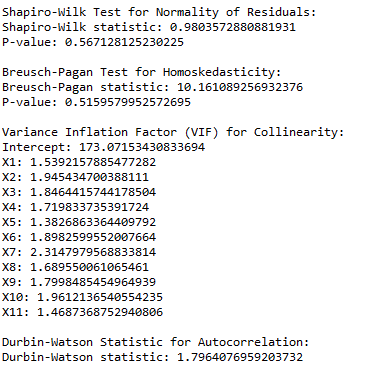 Shapiro-Wilk Test for Normality of Residuals:
Shapiro-Wilk statistic: 0.9803572880881931
P-value: 0.567128125230225
Breusch-Pagan Test for Homoskedasticity:
Breusch-Pagan statistic: 10.161089256932376
P-value: 0.5159579952572695
Variance Inflation Factor (VIF) for Collinearity:
Intercept: 173.07153430833694
X1: 1.5392157885477282
X2: 1.945434700388111
X3: 1.8464415744178504
X4: 1.719833735391724
X5: 1.3826863364409792
X6: 1.8982599552007664
X7: 2.3147979568833814
X8: 1.689550061065461
X9: 1.7998485454964939
X10: 1.9612136540554235
X11: 1.4687368752940806
Durbin-Watson Statistic for Autocorrelation:
Durbin-Watson statistic: 1.7964076959203732